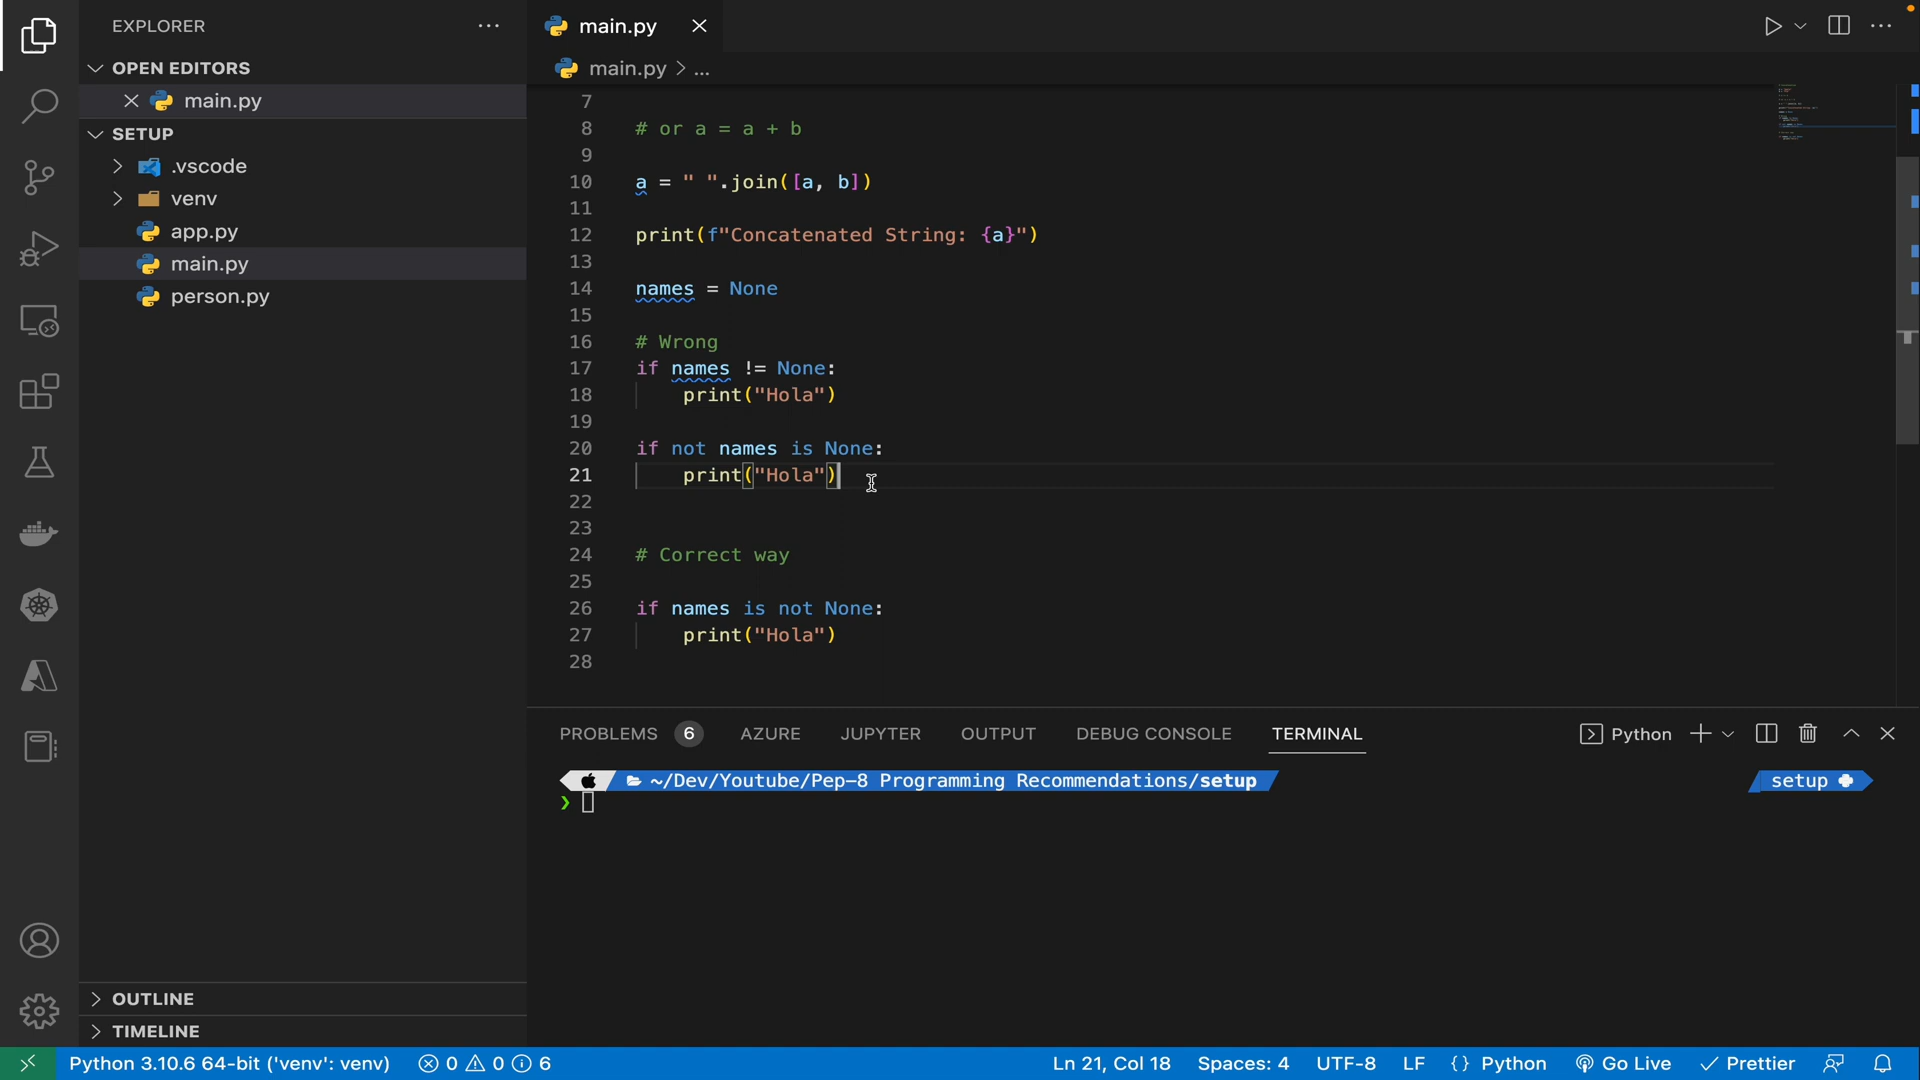 EXPLORER
OPEN EDITORS
main.py
SETUP
.vscode
venv
app.py
main.py
person.py
OUTLINE
TIMELINE
main.py
main.py > ...
7
8 # or a = a + b
9
10 a = " ".join([a, b])
11
12 print(f"Concatenated String: {a}")
13
14 names = None
15
16 # Wrong
17 if names != None:
18 print("Hola")
19
20 if not names is None:
21 print("Hola")
22
23
24 # Correct way
25
26 if names is not None:
27 print("Hola")
28
PROBLEMS 6 AZURE JUPYTER OUTPUT DEBUG CONSOLE TERMINAL Python
~/Dev/Youtube/Pep-8 Programming Recommendations/setup setup
❯
Python 3.10.6 64-bit ('venv': venv) 0 0 6 Ln 21, Col 18 Spaces: 4 UTF-8 LF {} Python Go Live Prettier